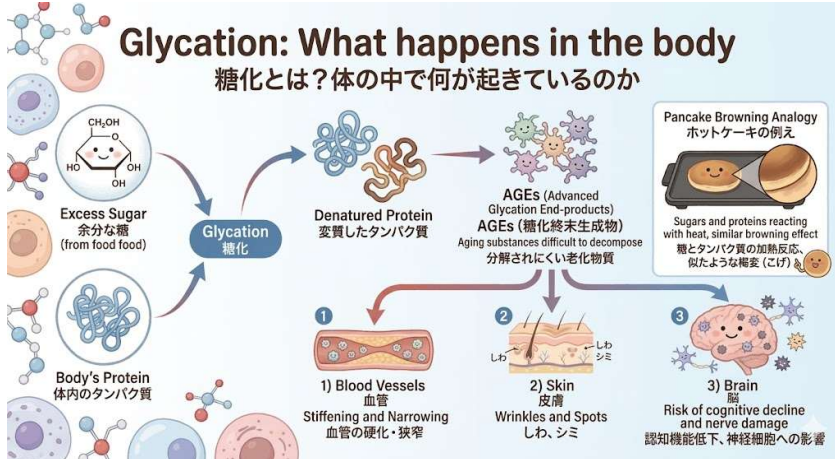 Glycation: What happens in the body
糖化とは？体の中で何が起きているのか
CH₂OH
O
HO
OH
OH
Excess Sugar
余分な糖
(from food food)
Body's Protein
体内のタンパク質
Glycation
糖化
Denatured Protein
変質したタンパク質
AGEs (Advanced
Glycation End-products)
AGEs（糖化終末生成物）
Aging substances difficult to decompose
分解されにくい老化物質
Pancake Browning Analogy
ホットケーキの例え
Sugars and proteins reacting
with heat, similar browning effect
糖とタンパク質の加熱反応、
似たような褐変（こげ）
1
1) Blood Vessels
血管
Stiffening and Narrowing
血管の硬化・狭窄
2
しわ
しわ
シミ
2) Skin
皮膚
Wrinkles and Spots
しわ、シミ
3
3) Brain
脳
Risk of cognitive decline
and nerve damage
認知機能低下、神経細胞への影響